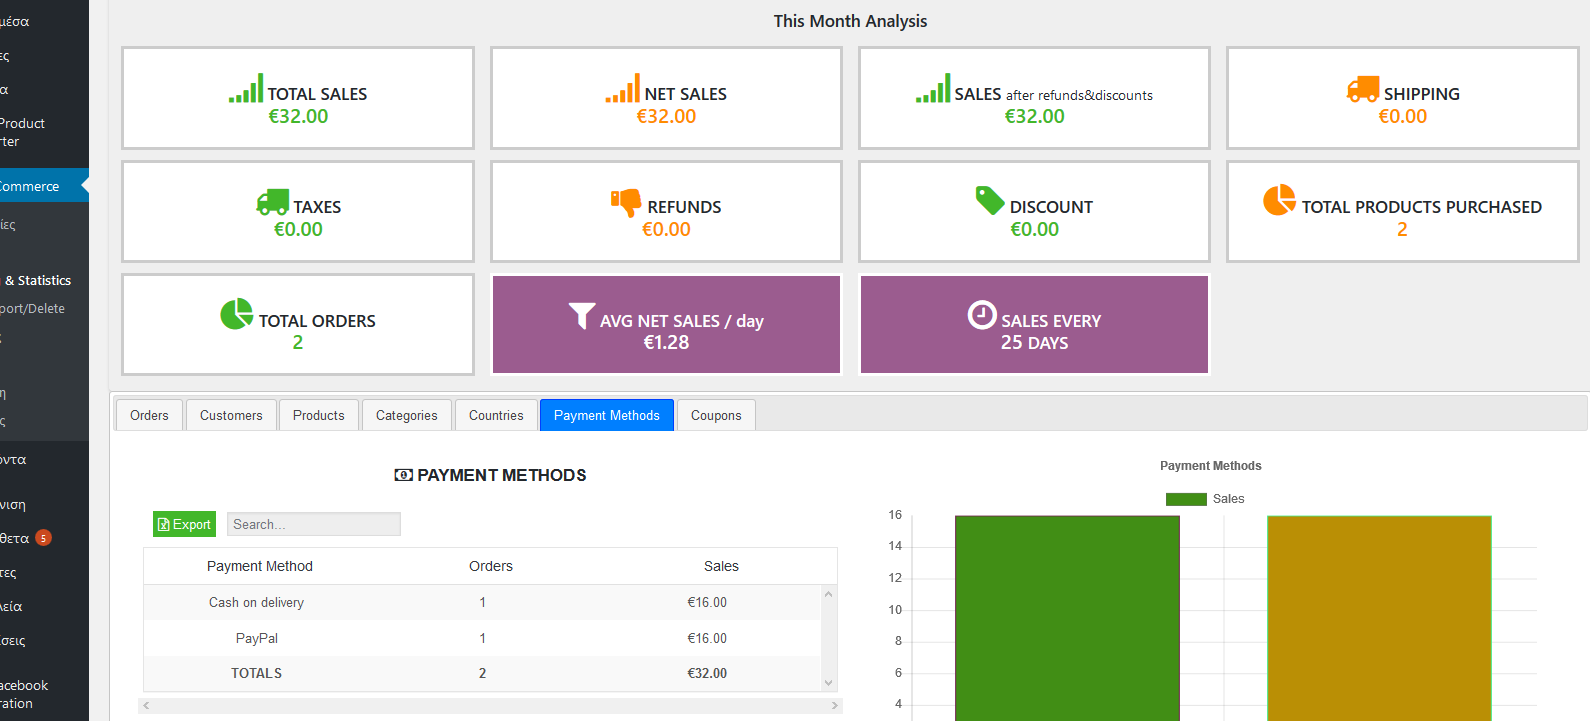 μέσα
ες
α
Product
rter
Commerce
ίες
& Statistics
port/Delete
ς
η
ς
οντα
νιση
θετα 5
τες
λεία
ίσεις
acebook
ration
This Month Analysis
TOTAL SALES
€32.00
NET SALES
€32.00
SALES after refunds&discounts
€32.00
SHIPPING
€0.00
TAXES
€0.00
REFUNDS
€0.00
DISCOUNT
€0.00
TOTAL PRODUCTS PURCHASED
2
TOTAL ORDERS
2
AVG NET SALES / day
€1.28
SALES EVERY
25 DAYS
Orders Customers Products Categories Countries Payment Methods Coupons
PAYMENT METHODS
Export Search...
Payment Method Orders Sales
Cash on delivery 1 €16.00
PayPal 1 €16.00
TOTALS 2 €32.00
Payment Methods
Sales
16
14
12
10
8
6
4